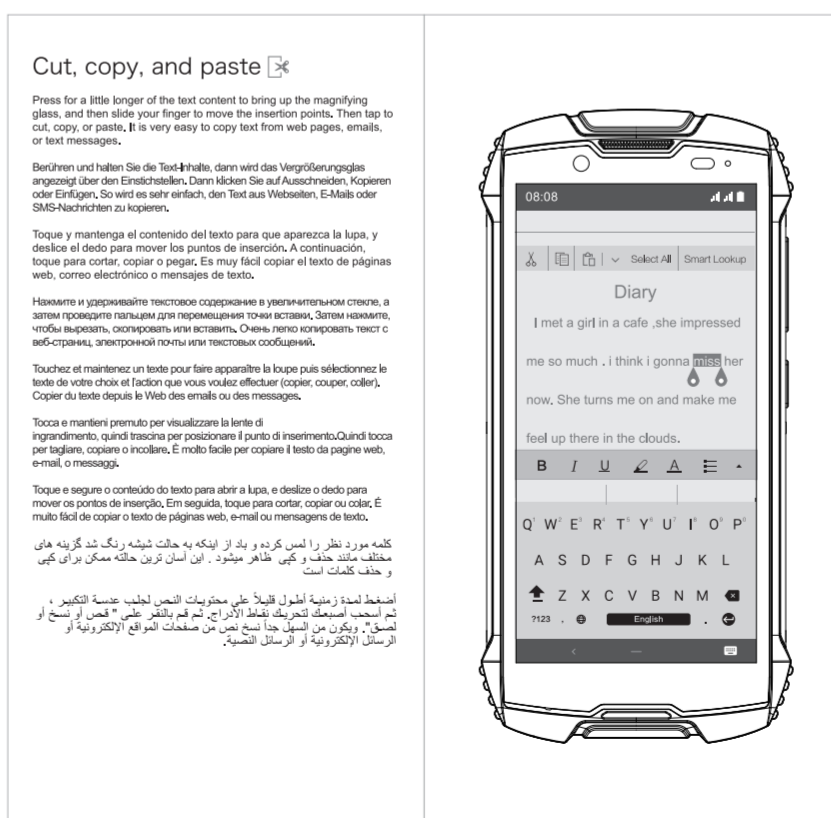 Cut, copy, and paste
Press for a little longer of the text content to bring up the magnifying
glass, and then slide your finger to move the insertion points. Then tap to
cut, copy, or paste. It is very easy to copy text from web pages, emails,
or text messages.
Berühren und halten Sie die Text-Inhalte, dann wird das Vergrößerungsglas
angezeigt über den Einstichstellen. Dann klicken Sie auf Ausschneiden, Kopieren
oder Einfügen. So wird es sehr einfach, den Text aus Webseiten, E-Mails oder
SMS-Nachrichten zu kopieren.
Toque y mantenga el contenido del texto para que aparezca la lupa, y
deslice el dedo para mover los puntos de inserción. A continuación,
toque para cortar, copiar o pegar. Es muy fácil copiar el texto de páginas
web, correo electrónico o mensajes de texto.
Нажмите и удерживайте текстовое содержание в увеличительном стекле, а
затем проведите пальцем для перемещения точки вставки. Затем нажмите,
чтобы вырезать, скопировать или вставить. Очень легко копировать текст с
веб-страниц, электронной почты или текстовых сообщений.
Touchez et maintenez un texte pour faire apparaître la loupe puis sélectionnez le
texte de votre choix et l'action que vous voulez effectuer (copier, couper, coller).
Copier du texte depuis le Web des emails ou des messages.
Tocca e mantieni premuto per visualizzare la lente di
ingrandimento, quindi trascina per posizionare il punto di inserimento.Quindi tocca
per tagliare, copiare o incollare. È molto facile per copiare il testo da pagine web,
e-mail, o messaggi.
Toque e segure o conteúdo do texto para abrir a lupa, e deslize o dedo para
mover os pontos de inserção. Em seguida, toque para cortar, copiar ou colar. É
muito fácil de copiar o texto de páginas web, e-mail ou mensagens de texto.
کلمه مورد نظر را لمس کرده و باد از اینکه به حالت شیشه رنگ شد گزینه های
مختلف مانند حذف و کپی ظاهر میشود . این آسان ترین حالته ممکن برای کپی
و حذف کلمات است
أضغط لمدة زمنية أطول قليلاً على محتويات النص لجلب عدسة التكبير ،
ثم أسحب أصبعك لتحريك نقاط الأدراج. ثم قم بالنقر على " قص أو نسخ أو
لصق". ويكون من السهل جداً نسخ نص من صفحات المواقع الإلكترونية أو
الرسائل الإلكترونية أو الرسائل النصية.
08:08
Select All Smart Lookup
Diary
I met a girl in a cafe ,she impressed
me so much . i think i gonna miss her
now. She turns me on and make me
feel up there in the clouds.
B I U A
Q1 W2 E3 R4 T5 Y6 U7 I8 O9 P0
A S D F G H J K L
Z X C V B N M
?123 , English .